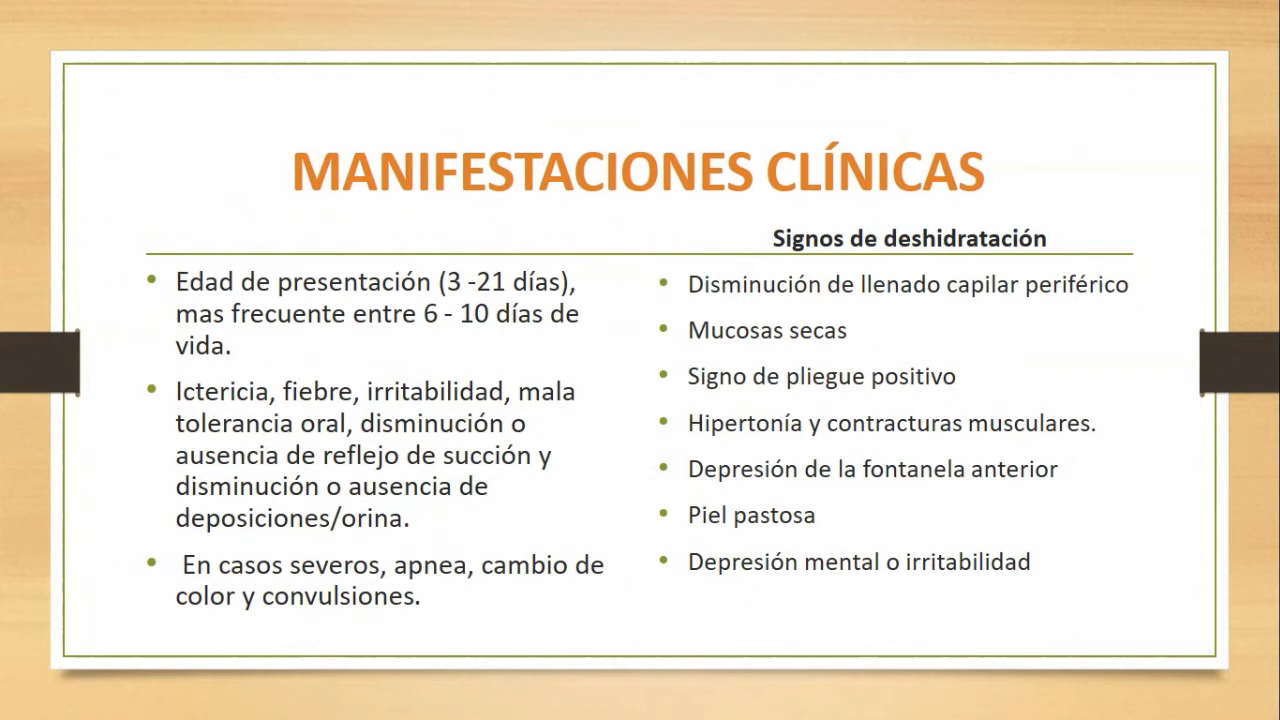 MANIFESTACIONES CLÍNICAS
• Edad de presentación (3 -21 días),
mas frecuente entre 6 - 10 días de
vida.
• Ictericia, fiebre, irritabilidad, mala
tolerancia oral, disminución o
ausencia de reflejo de succión y
disminución o ausencia de
deposiciones/orina.
• En casos severos, apnea, cambio de
color y convulsiones.
Signos de deshidratación
• Disminución de llenado capilar periférico
• Mucosas secas
• Signo de pliegue positivo
• Hipertonía y contracturas musculares.
• Depresión de la fontanela anterior
• Piel pastosa
• Depresión mental o irritabilidad